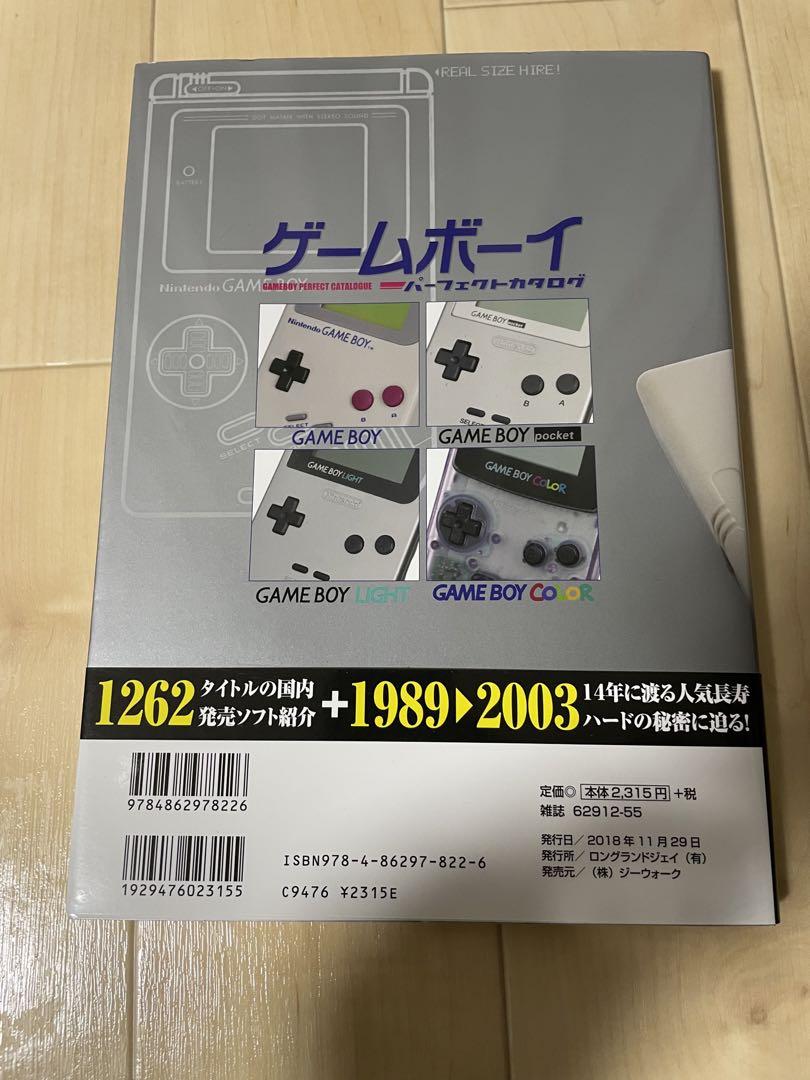 ◀REAL SIZE HIRE!
◀OFF•ON▶
DOT MATRIX WITH STEREO SOUND
BATTERY
ゲームボーイ
Nintendo GAME BOY
GAMEBOY PERFECT CATALOGUE
パーフェクトカタログ
Nintendo GAME BOY™
B A
SELECT
GAME BOY pocket
B A
SELECT
SELECT
GAME BOY
GAME BOY pocket
GAME BOY LIGHT
GAME BOY COLOR
GAME BOY LIGHT
GAME BOY COLOR
1262 タイトルの国内発売ソフト紹介 + 1989▶2003 14年に渡る人気長寿ハードの秘密に迫る!
9784862978226
定価◎ 本体2,315円 +税
雑誌 62912-55
ISBN978-4-86297-822-6
発行日/2018年11月29日
発行所/ロングランドジェイ(有)
発売元/(株)ジーウォーク
1929476023155
C9476 ¥2315E